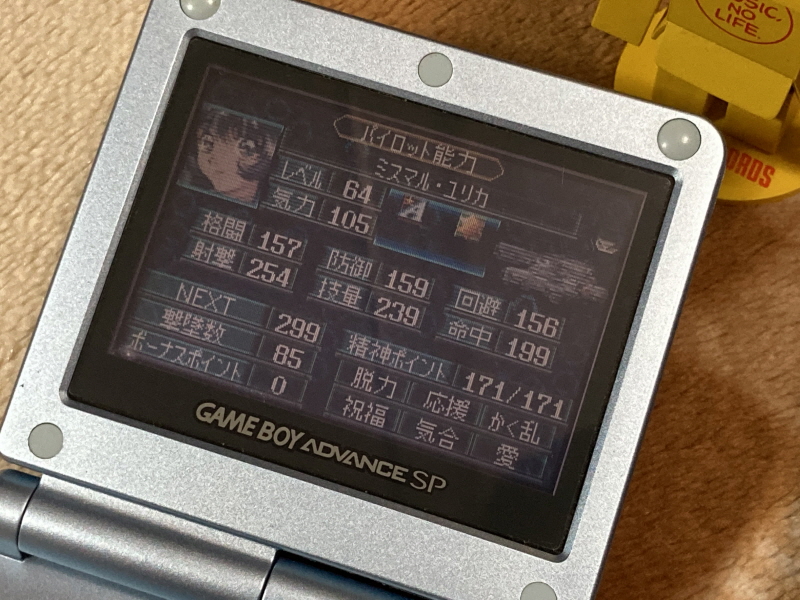 SIC.
NO
LIFE.
ORDS
パイロット能力
ミスマル・ユリカ
レベル 64
気力 105
格闘 157 防御 159 回避 156
射撃 254 技量 239 命中 199
NEXT 299
撃墜数 85 精神ポイント 171/171
ボーナスポイント 0 脱力 応援 かく乱
祝福 気合 愛
GAME BOY ADVANCE SP